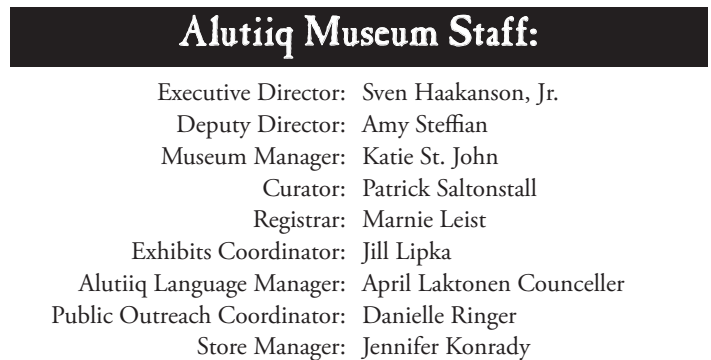 Alutiiq Museum Staff:
Executive Director: Sven Haakanson, Jr.
Deputy Director: Amy Steffian
Museum Manager: Katie St. John
Curator: Patrick Saltonstall
Registrar: Marnie Leist
Exhibits Coordinator: Jill Lipka
Alutiiq Language Manager: April Laktonen Counceller
Public Outreach Coordinator: Danielle Ringer
Store Manager: Jennifer Konrady